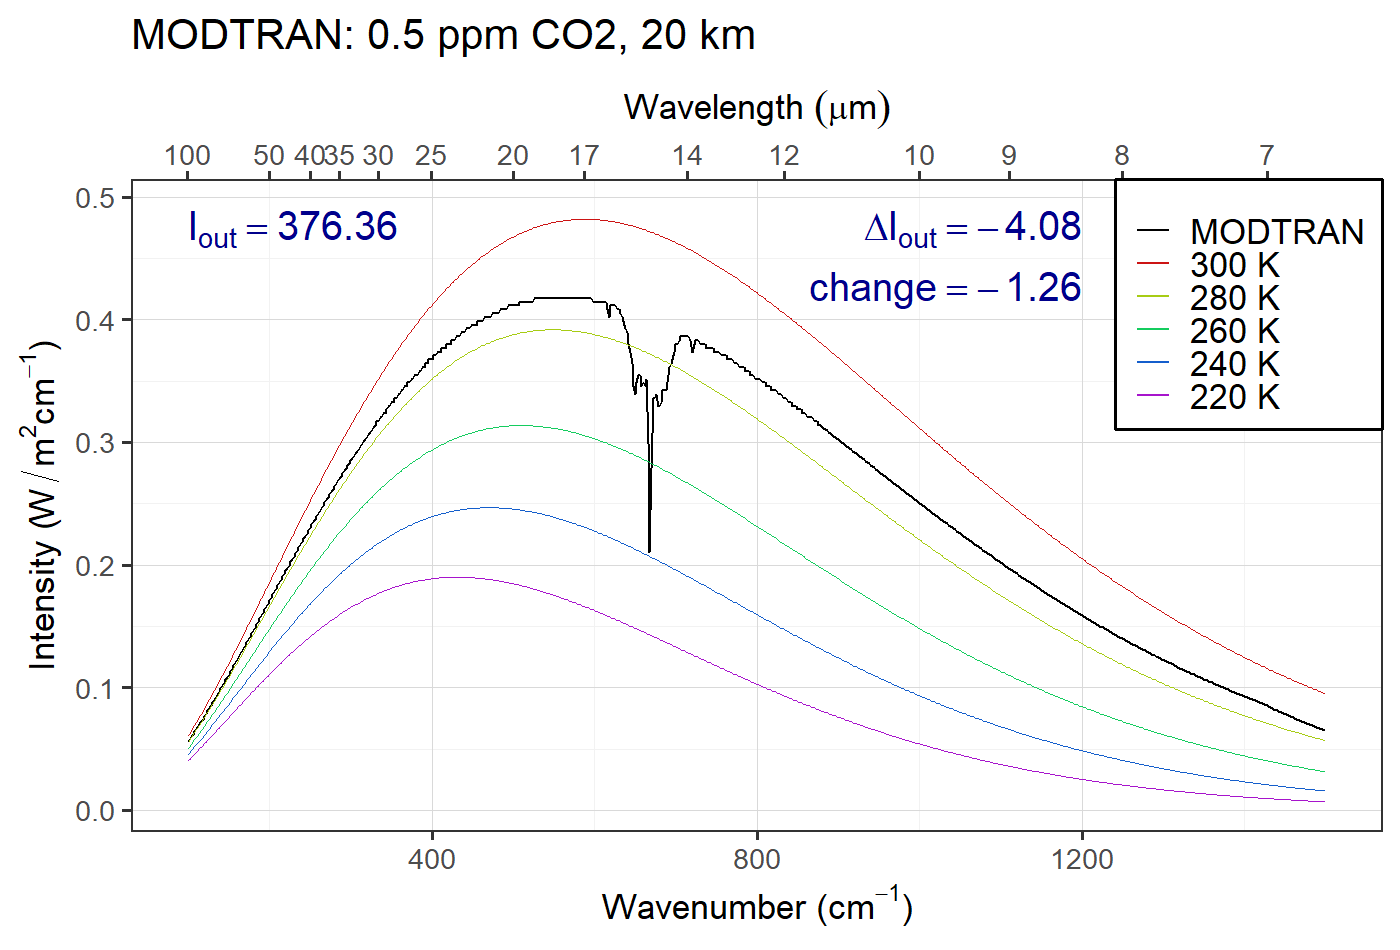 MODTRAN: 0.5 ppm CO2, 20 km
Wavelength (μm)
100 50 40 35 30 25 20 17 14 12 10 9 8 7
I_out = 376.36
ΔI_out = − 4.08
change = − 1.26
MODTRAN
300 K
280 K
260 K
240 K
220 K
Intensity (W / m²cm⁻¹)
0.5
0.4
0.3
0.2
0.1
0.0
400 800 1200
Wavenumber (cm⁻¹)